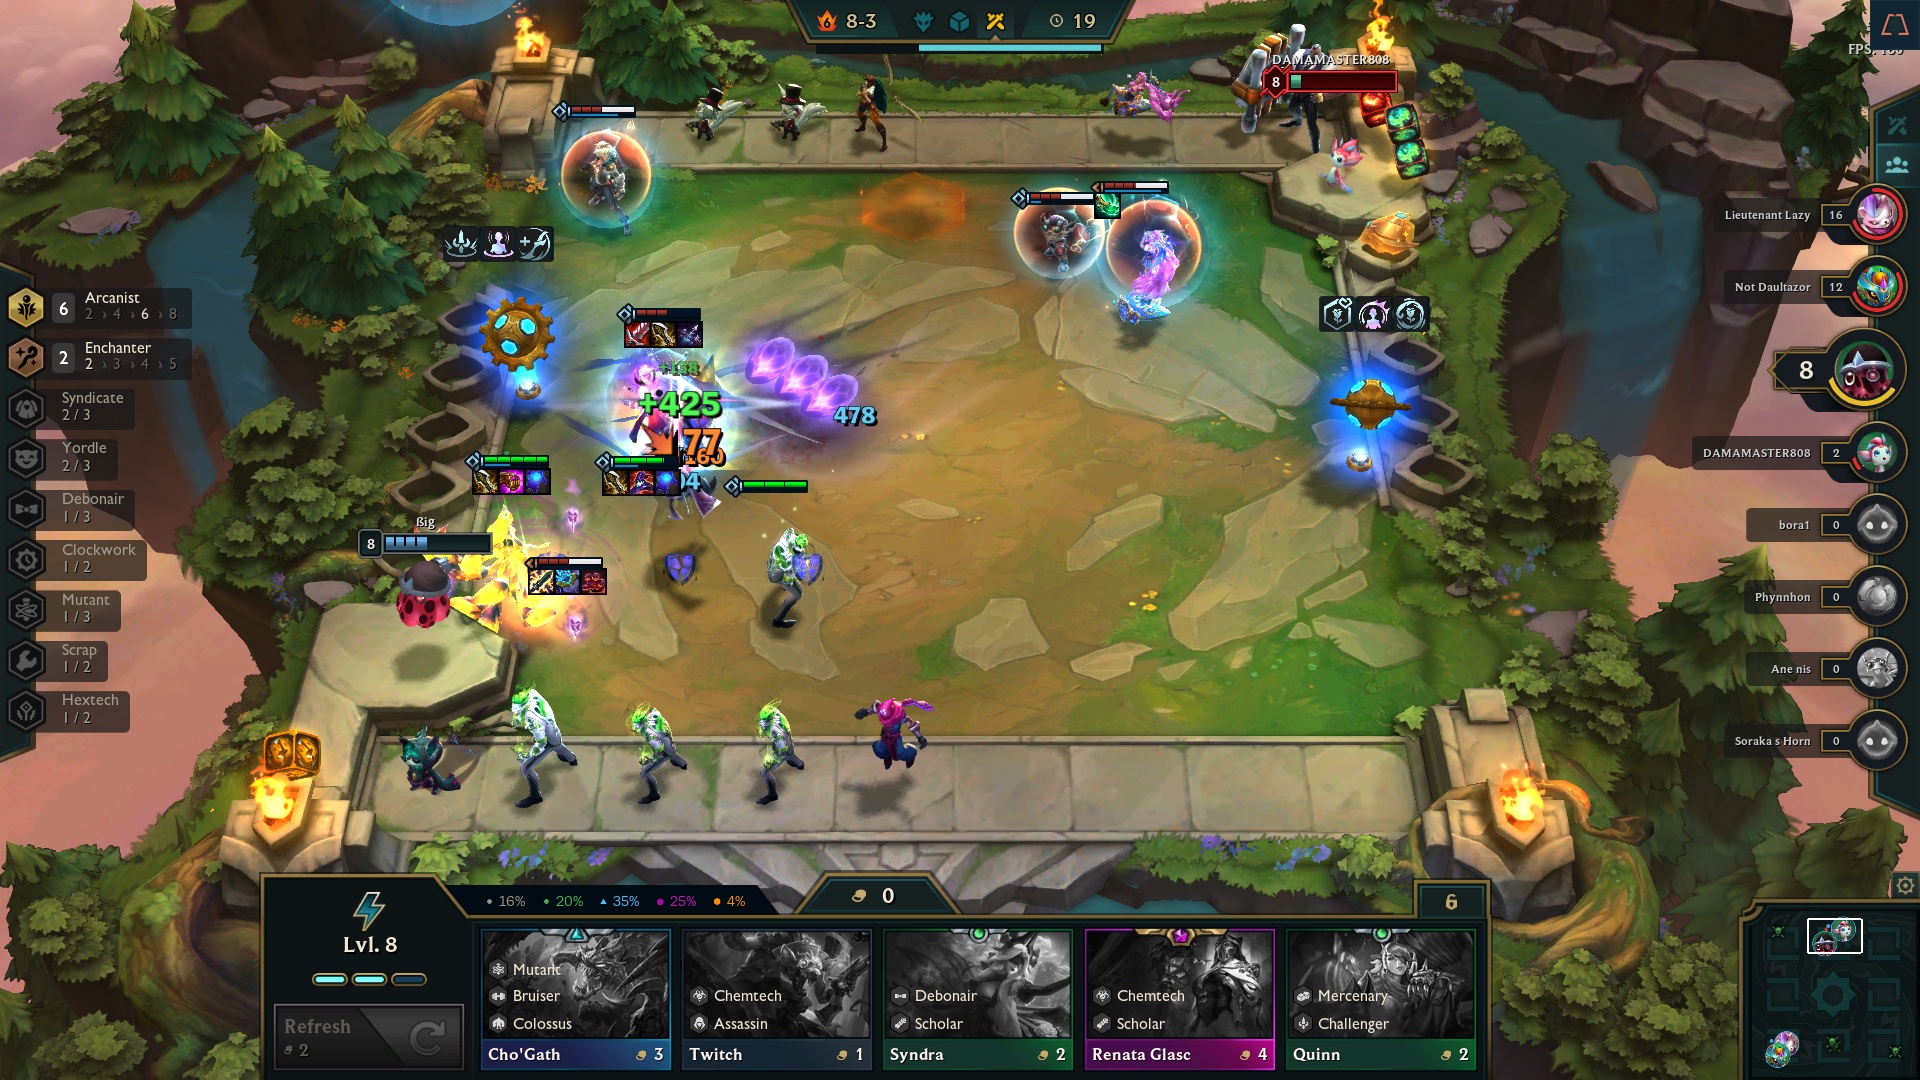 8-3
19
DAMAMASTER808
8
FPS:
Lieutenant Lazy 16
Not Daultazor 12
8
DAMAMASTER808 2
bora1 0
Phynnhon 0
Ane nis 0
Soraka s Horn 0
6 Arcanist
2 › 4 › 6 › 8
2 Enchanter
2 › 3 › 4 › 5
Syndicate
2 / 3
Yordle
2 / 3
Debonair
1 / 3
Clockwork
1 / 2
Mutant
1 / 3
Scrap
1 / 2
Hextech
1 / 2
+425
478
77
ßig
8
16% 20% 35% 25% 4%
0
6
Lvl. 8
Refresh
2
Mutant
Bruiser
Colossus
Cho'Gath 3
Chemtech
Assassin
Twitch 1
Debonair
Scholar
Syndra 2
Chemtech
Scholar
Renata Glasc 4
Mercenary
Challenger
Quinn 2